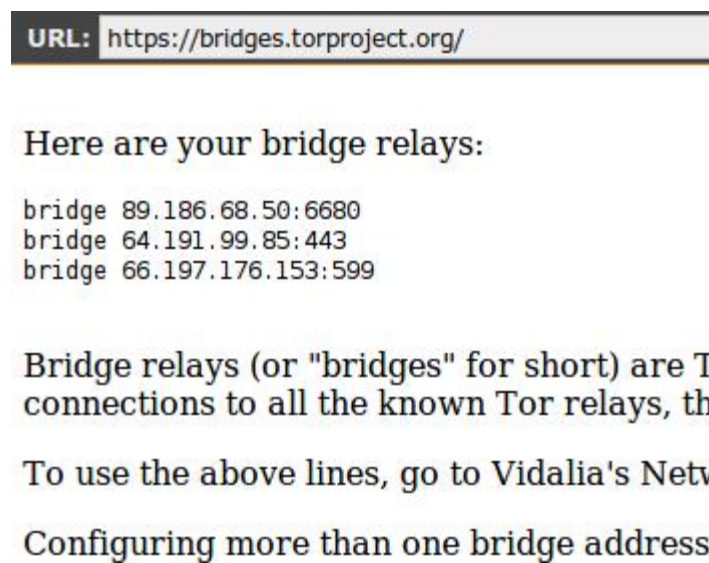 URL: https://bridges.torproject.org/
Here are your bridge relays:
bridge 89.186.68.50:6680
bridge 64.191.99.85:443
bridge 66.197.176.153:599
Bridge relays (or "bridges" for short) are
connections to all the known Tor relays,
To use the above lines, go to Vidalia's
Configuring more than one bridge address